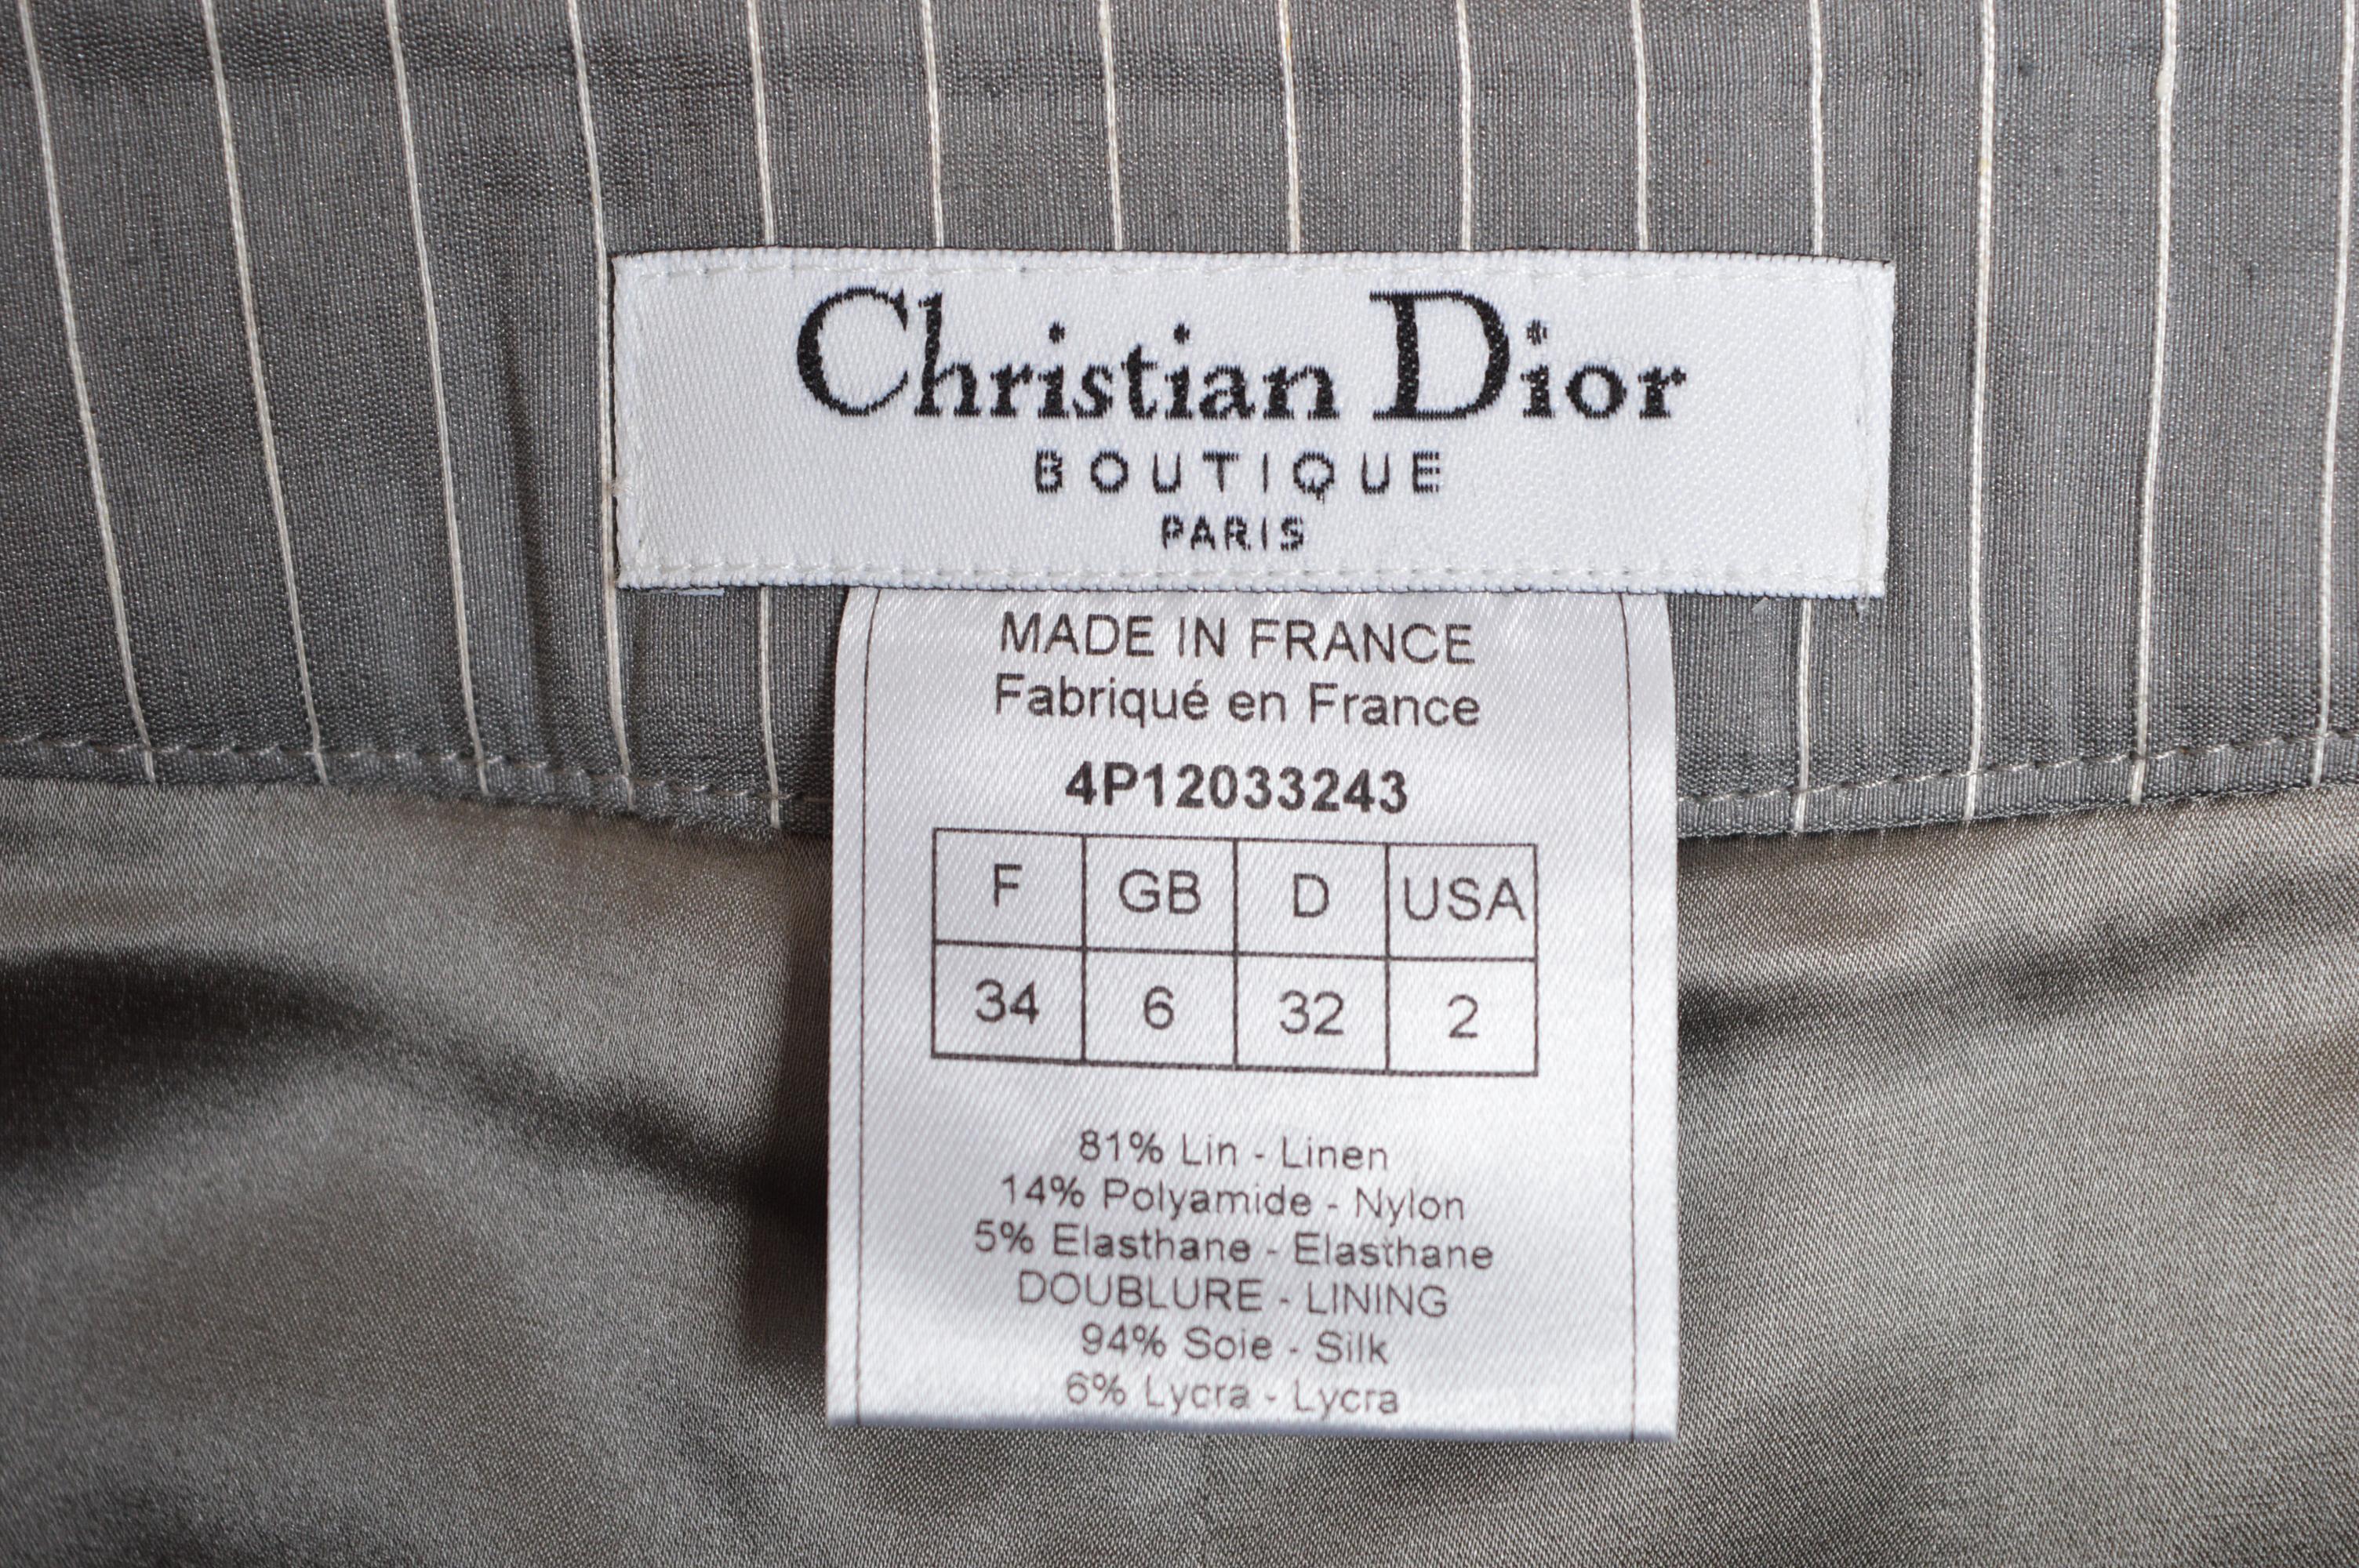 Christian Dior
BOUTIQUE
PARIS
MADE IN FRANCE
Fabriqué en France
4P12033243
F GB D USA
34 6 32 2
81% Lin - Linen
14% Polyamide - Nylon
5% Elasthane - Elasthane
DOUBLURE - LINING
94% Soie - Silk
6% Lycra - Lycra